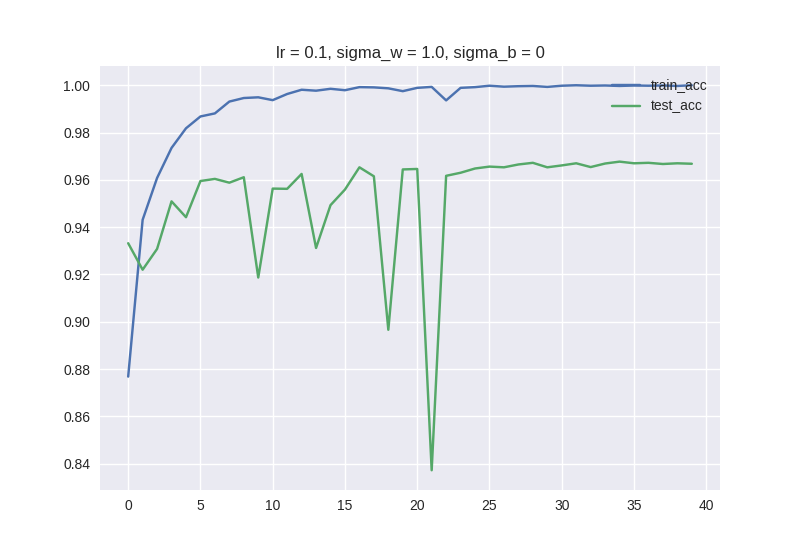 lr = 0.1, sigma_w = 1.0, sigma_b = 0
1.00
0.98
0.96
0.94
0.92
0.90
0.88
0.86
0.84
train_acc
test_acc
0 5 10 15 20 25 30 35 40